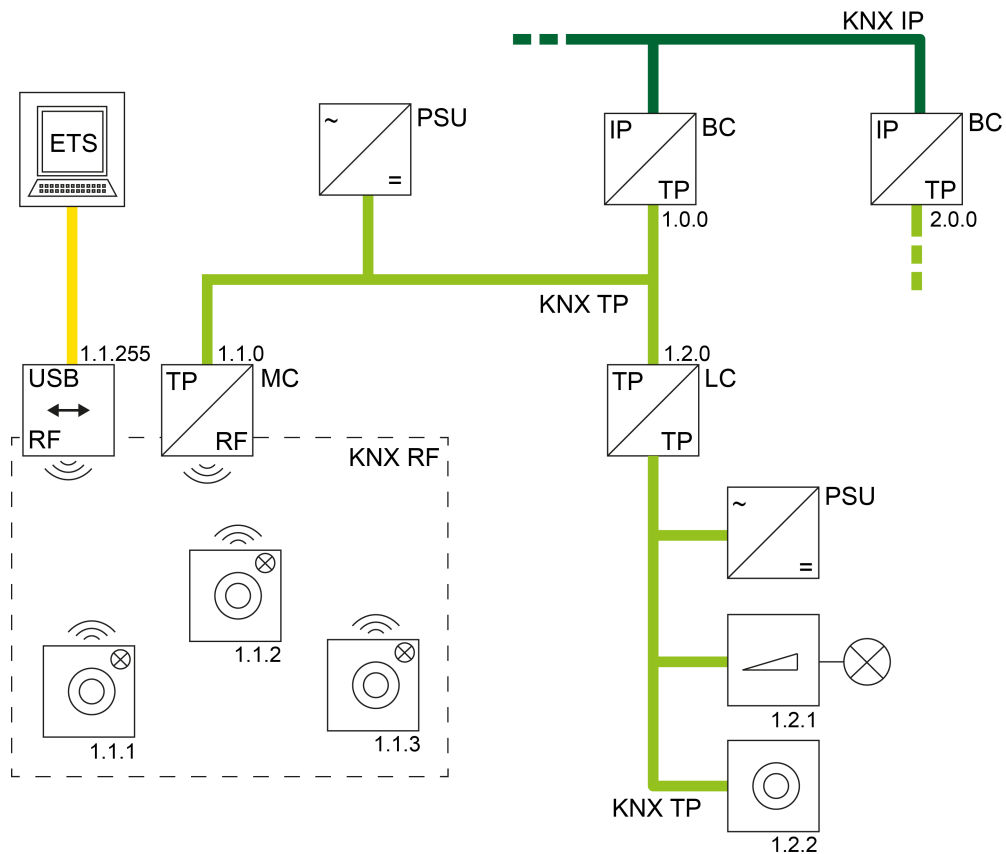 KNX IP
ETS
~
=
PSU
IP
TP
BC
1.0.0
IP
TP
BC
2.0.0
KNX TP
1.1.255
USB
RF
1.1.0
TP
RF
MC
1.2.0
TP
TP
LC
KNX RF
~
=
PSU
1.1.2
1.1.1
1.1.3
1.2.1
KNX TP
1.2.2